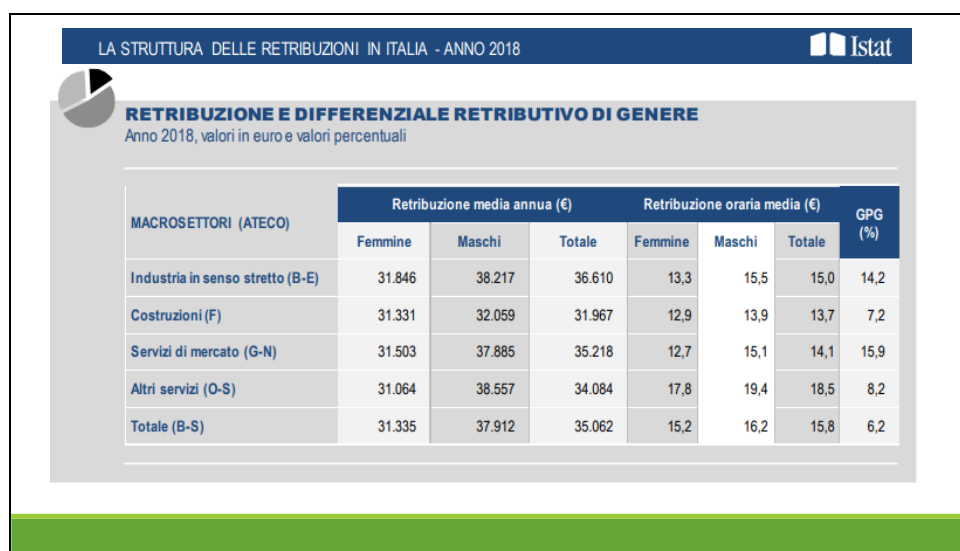 LA STRUTTURA DELLE RETRIBUZIONI IN ITALIA - ANNO 2018
Istat
RETRIBUZIONE E DIFFERENZIALE RETRIBUTIVO DI GENERE
Anno 2018, valori in euro e valori percentuali
MACROSETTORI (ATECO) Retribuzione media annua (€) Retribuzione oraria media (€) GPG (%)
Femmine Maschi Totale Femmine Maschi Totale
Industria in senso stretto (B-E) 31.846 38.217 36.610 13,3 15,5 15,0 14,2
Costruzioni (F) 31.331 32.059 31.967 12,9 13,9 13,7 7,2
Servizi di mercato (G-N) 31.503 37.885 35.218 12,7 15,1 14,1 15,9
Altri servizi (O-S) 31.064 38.557 34.084 17,8 19,4 18,5 8,2
Totale (B-S) 31.335 37.912 35.062 15,2 16,2 15,8 6,2